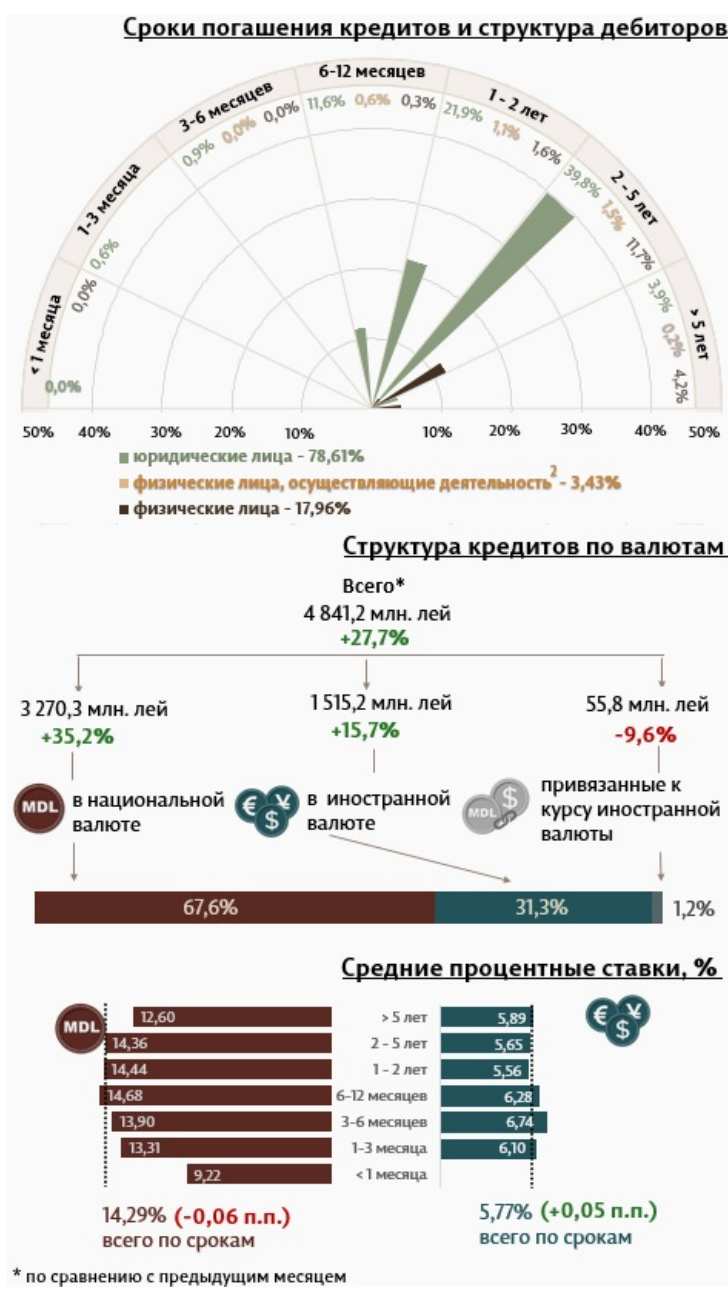 Сроки погашения кредитов и структура дебиторов
< 1 месяца
1-3 месяца
3-6 месяцев
6-12 месяцев
1 - 2 лет
2 - 5 лет
> 5 лет
0,0%
0,0%
0,6%
0,9%
0,0%
0,0%
11,6%
0,6%
0,3%
21,9%
1,1%
1,6%
39,8%
1,5%
11,7%
3,9%
0,2%
4,2%
50% 40% 30% 20% 10% 10% 20% 30% 40% 50%
юридические лица - 78,61%
физические лица, осуществляющие деятельность² - 3,43%
физические лица - 17,96%
Структура кредитов по валютам
Всего*
4 841,2 млн. лей
+27,7%
3 270,3 млн. лей
+35,2%
1 515,2 млн. лей
+15,7%
55,8 млн. лей
-9,6%
MDL
в национальной
валюте
€ ¥ $
в иностранной
валюте
MDL $
привязанные к
курсу иностранной
валюты
67,6% 31,3% 1,2%
Средние процентные ставки, %
MDL
€ ¥ $
12,60 > 5 лет 5,89
14,36 2 - 5 лет 5,65
14,44 1 - 2 лет 5,56
14,68 6-12 месяцев 6,28
13,90 3-6 месяцев 6,74
13,31 1-3 месяца 6,10
9,22 < 1 месяца
14,29% (-0,06 п.п.)
всего по срокам
5,77% (+0,05 п.п.)
всего по срокам
* по сравнению с предыдущим месяцем